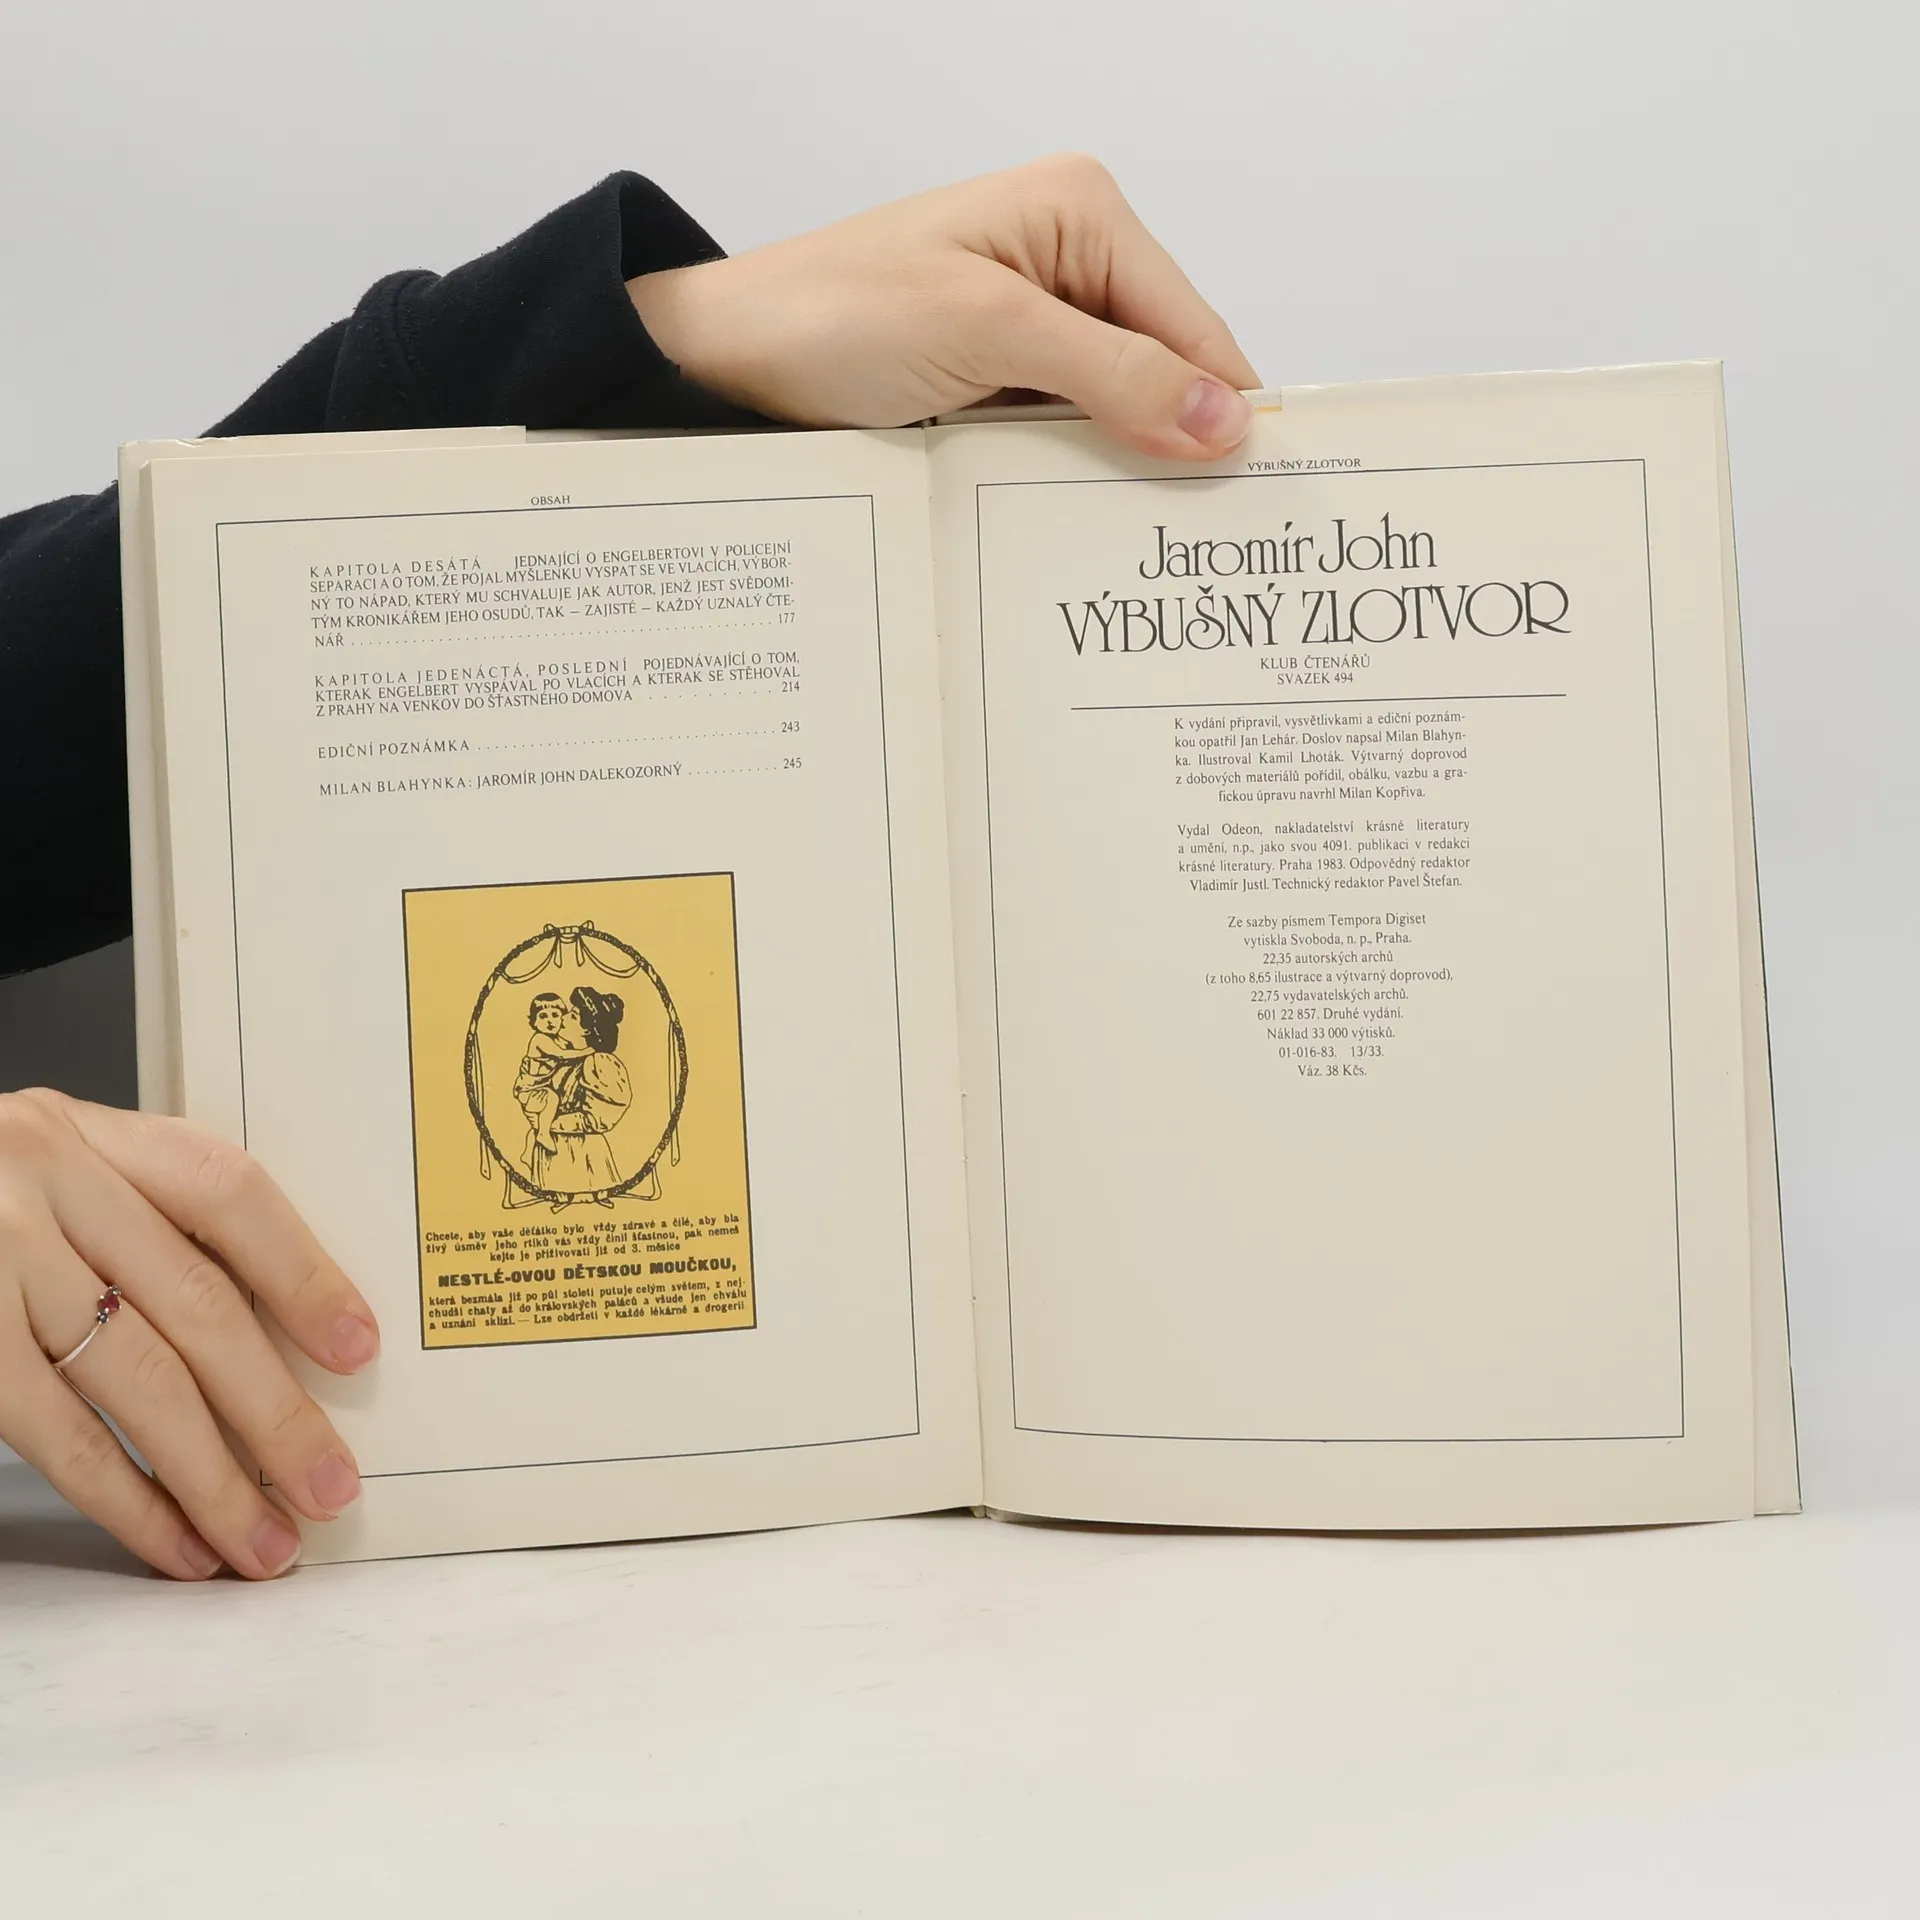 OBSAH
KAPITOLA DESÁTÁ JEDNAJÍCÍ O ENGELBERTOVI V POLICEJNÍ
SEPARACI A O TOM, ŽE POJAL MYŠLENKU VYSPAT SE VE VLACÍCH, VÝBOR-
NÝ TO NÁPAD, KTERÝ MU SCHVALUJE JAK AUTOR, JENŽ JEST SVĚDOMI-
TÝM KRONIKÁŘEM JEHO OSUDŮ, TAK – ZAJISTÉ – KAŽDÝ UZNALÝ ČTE-
NÁŘ . . . . . . . . . . . . . . . . . . . . . . . . . . . . . . . . . . . . . . . . . . . . . 177
KAPITOLA JEDENÁCTÁ, POSLEDNÍ POJEDNÁVAJÍCÍ O TOM,
KTERAK ENGELBERT VYSPÁVAL PO VLACÍCH A KTERAK SE STĚHOVAL
Z PRAHY NA VENKOV DO ŠŤASTNÉHO DOMOVA . . . . . . . . . 214
EDIČNÍ POZNÁMKA . . . . . . . . . . . . . . . . . . . . . . . . . . . . . . . . 243
MILAN BLAHYNKA: JAROMÍR JOHN DALEKOZORNÝ . . . . . . . . . . . 245
Chcete, aby vaše děťátko bylo vždy zdravé a čilé, aby bla
živý úsměv jeho rtíků vás vždy činil šťastnou, pak nemeš
kejte je přiživovati již od 3. měsíce
NESTLÉ-OVOU DĚTSKOU MOUČKOU,
která bezmála již po půl století putuje celým světem, z nej-
chudší chaty až do královských paláců a všude jen chválu
a uznání sklízí. — Lze obdržeti v každé lékárně a drogerii
VÝBUŠNÝ ZLOTVOR
Jaromír John
VÝBUŠNÝ ZLOTVOR
KLUB ČTENÁŘŮ
SVAZEK 494
K vydání připravil, vysvětlivkami a ediční poznám-
kou opatřil Jan Lehár. Doslov napsal Milan Blahyn-
ka. Ilustroval Kamil Lhoták. Výtvarný doprovod
z dobových materiálů pořídil, obálku, vazbu a gra-
fickou úpravu navrhl Milan Kopřiva.
Vydal Odeon, nakladatelství krásné literatury
a umění, n.p., jako svou 4091. publikaci v redakci
krásné literatury. Praha 1983. Odpovědný redaktor
Vladimír Justl. Technický redaktor Pavel Štefan.
Ze sazby písmem Tempora Digiset
vytiskla Svoboda, n. p., Praha.
22,35 autorských archů
(z toho 8,65 ilustrace a výtvarný doprovod),
22,75 vydavatelských archů.
601 22 857. Druhé vydání.
Náklad 33 000 výtisků.
01-016-83. 13/33.
Váz. 38 Kčs.